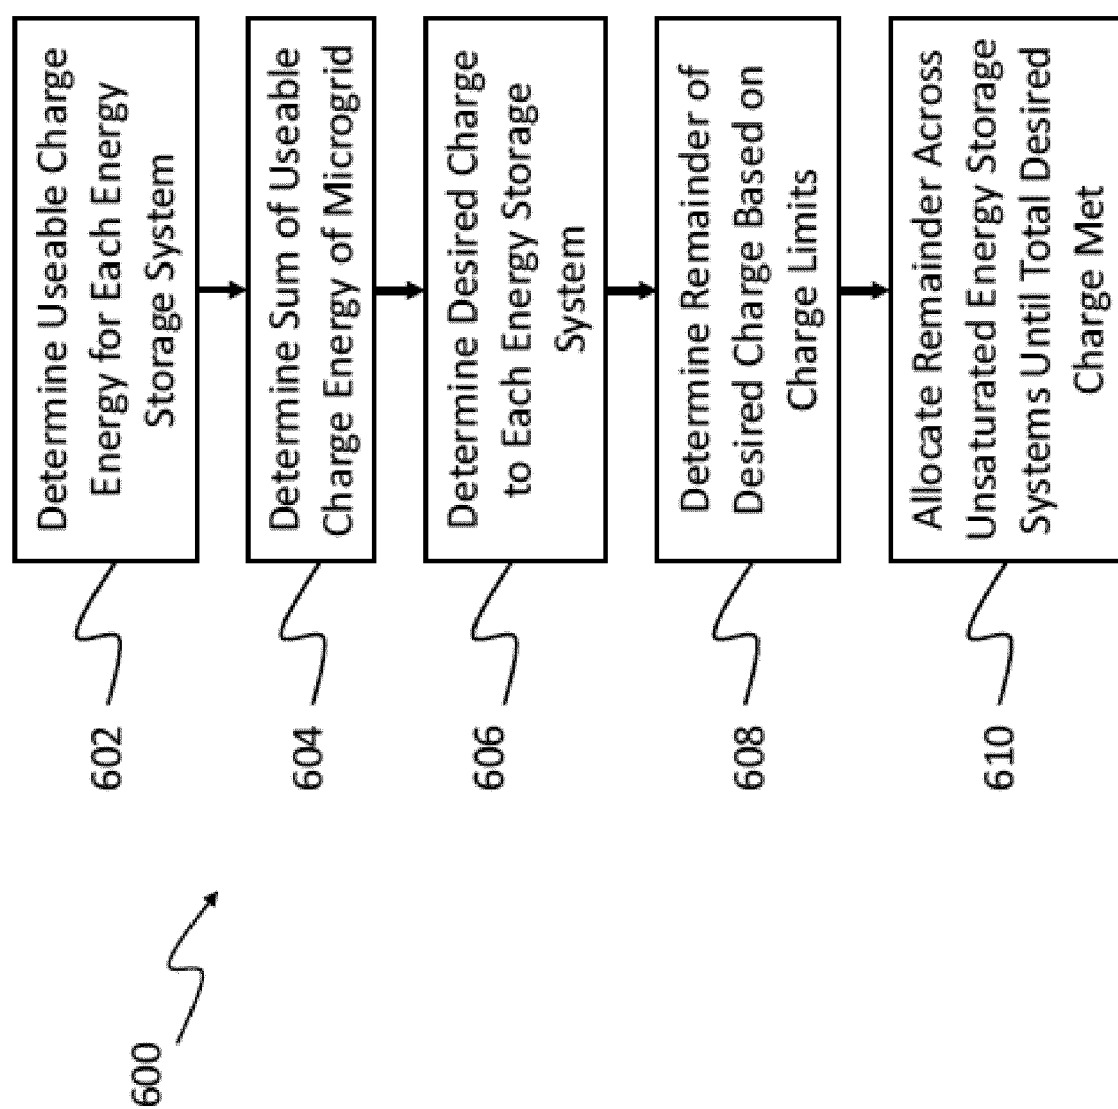 600
602
Determine Useable Charge
Energy for Each Energy
Storage System
604
Determine Sum of Useable
Charge Energy of Microgrid
606
Determine Desired Charge
to Each Energy Storage
System
608
Determine Remainder of
Desired Charge Based on
Charge Limits
610
Allocate Remainder Across
Unsaturated Energy Storage
Systems Until Total Desired
Charge Met